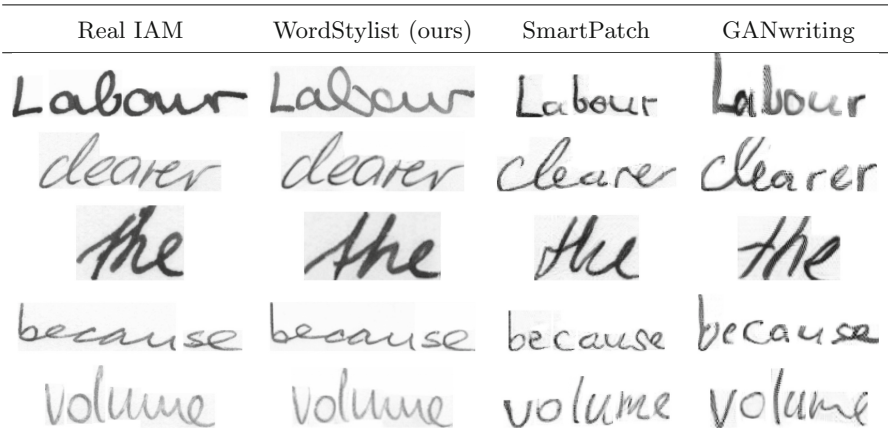 Real IAM WordStylist (ours) SmartPatch GANwriting
Labour Labour Labour Labour
clearer clearer clearer clearer
the the the the
because because because because
volume volume volume volume